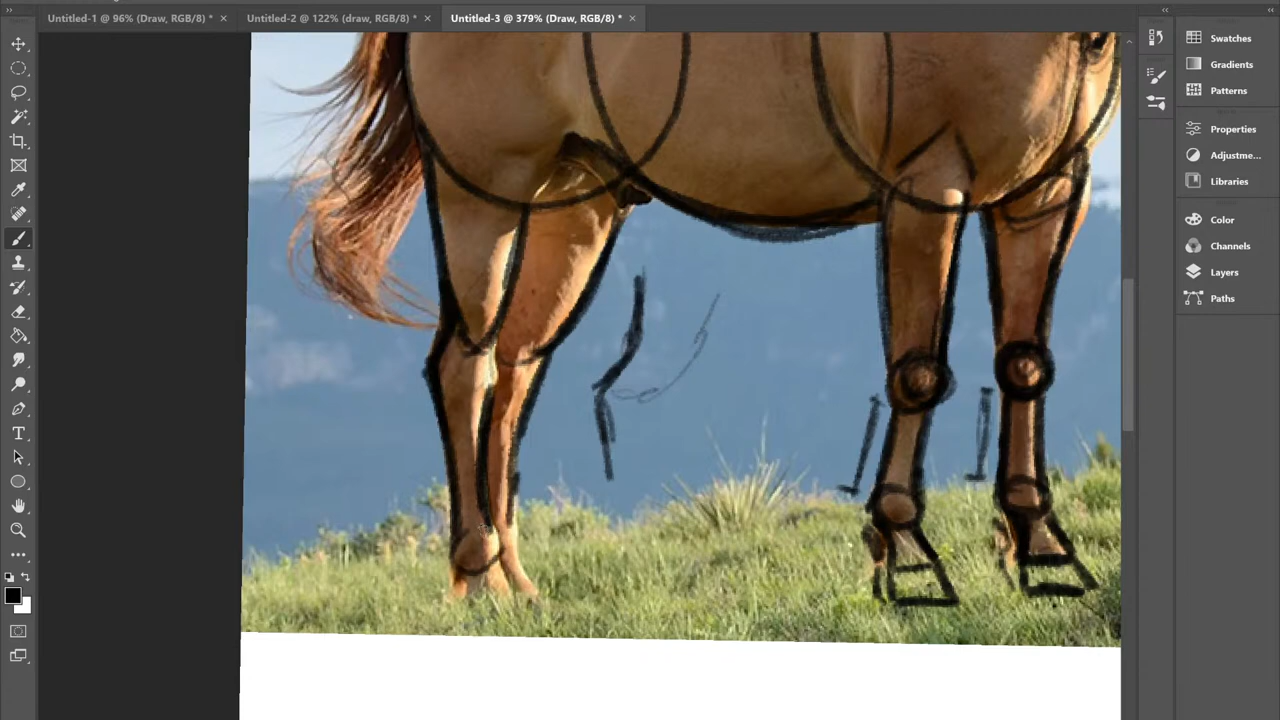 Untitled-1 @ 96% (Draw, RGB/8) *
Untitled-2 @ 122% (draw, RGB/8) *
Untitled-3 @ 379% (Draw, RGB/8) *
Swatches
Gradients
Patterns
Properties
Adjustme...
Libraries
Color
Channels
Layers
Paths